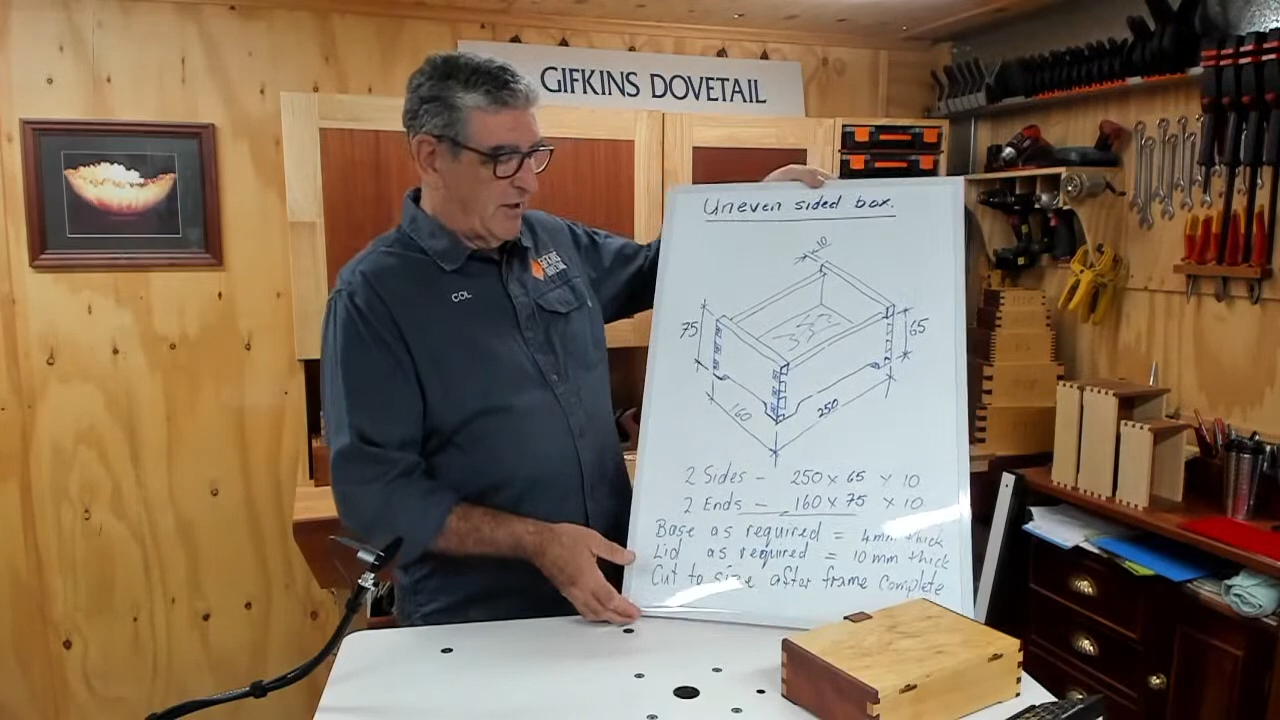 GIFKINS DOVETAIL
GIFKINS
DOVETAIL
COL
Uneven sided box.
10
75
65
160
250
2 Sides - 250 x 65 x 10
2 Ends - 160 x 75 x 10
Base as required = 4mm thick
Lid as required = 10 mm thick
Cut to size after frame complete